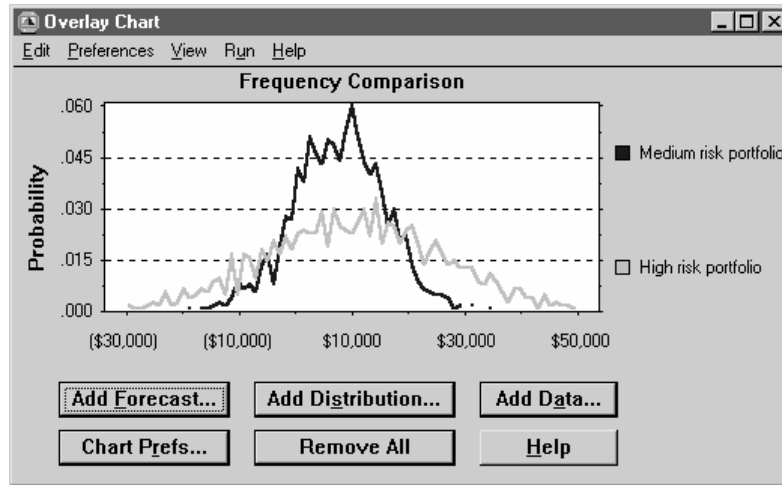 Overlay Chart
Edit Preferences View Run Help
Frequency Comparison
Probability
.060
.045
.030
.015
.000
($30,000) ($10,000) $10,000 $30,000 $50,000
Medium risk portfolio
High risk portfolio
Add Forecast... Add Distribution... Add Data...
Chart Prefs... Remove All Help